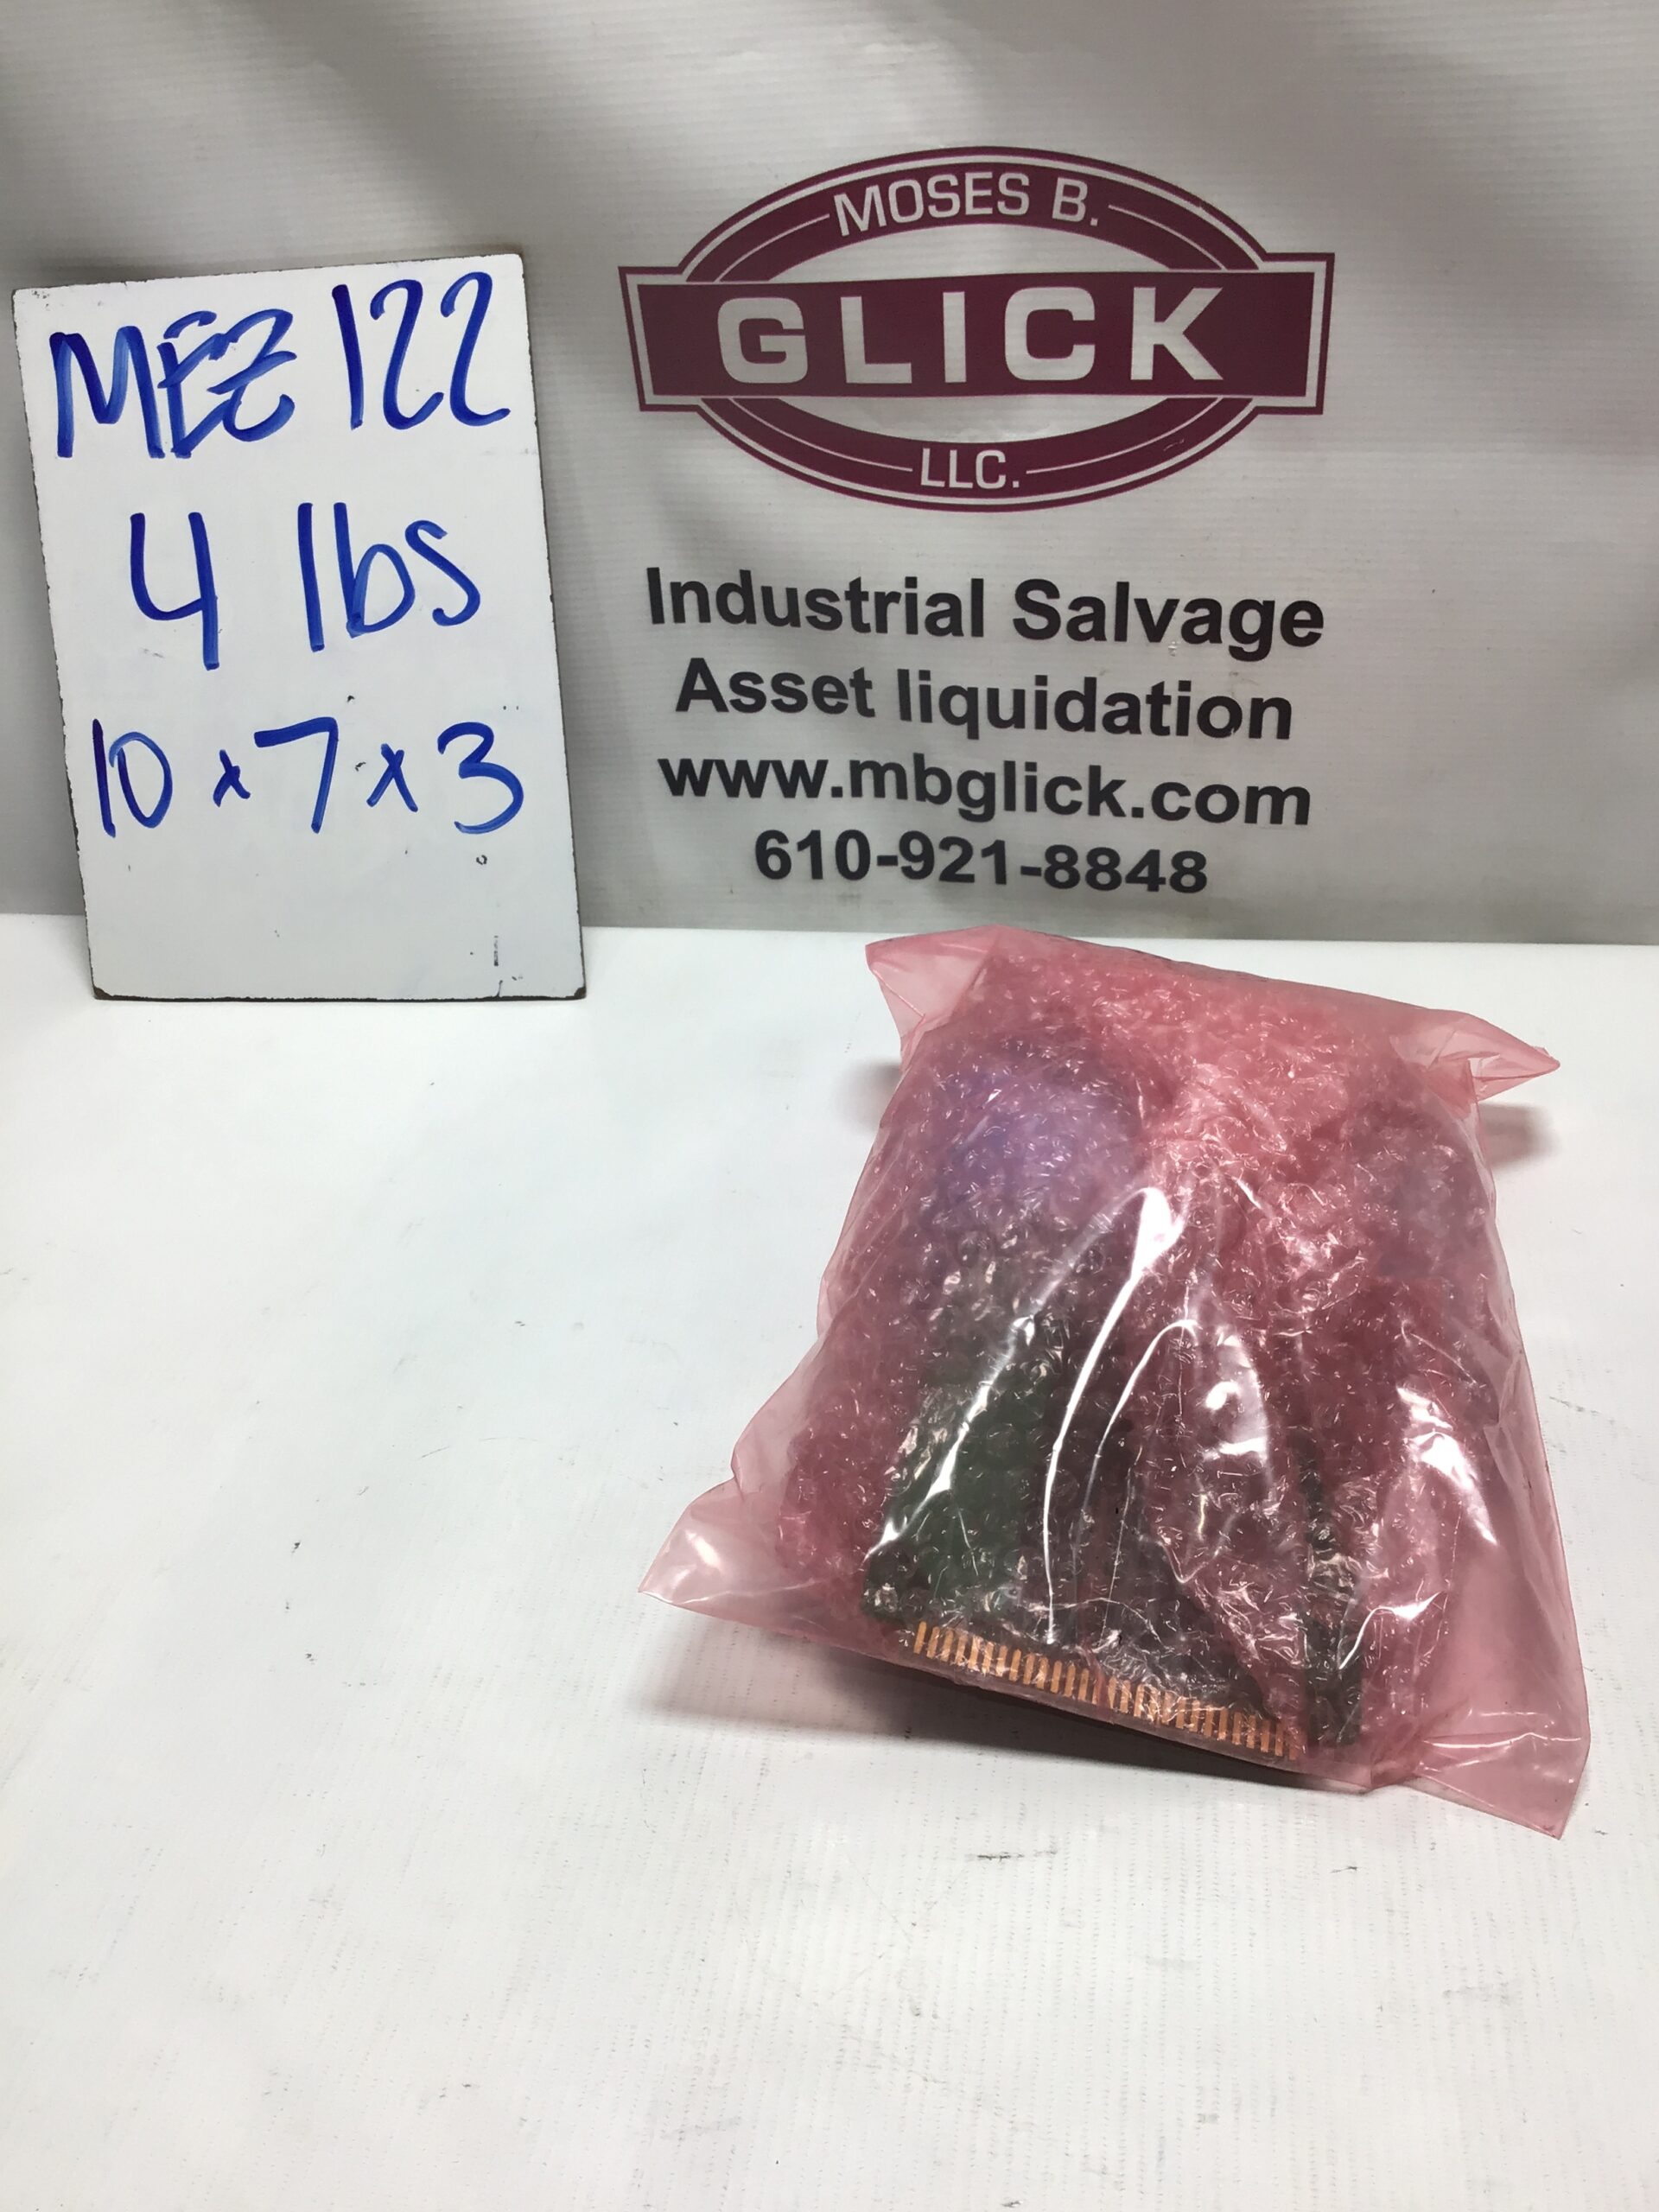 MEZ 122
4 lbs
10 x 7 x 3
MOSES B.
GLICK
LLC.
Industrial Salvage
Asset liquidation
www.mbglick.com
610-921-8848